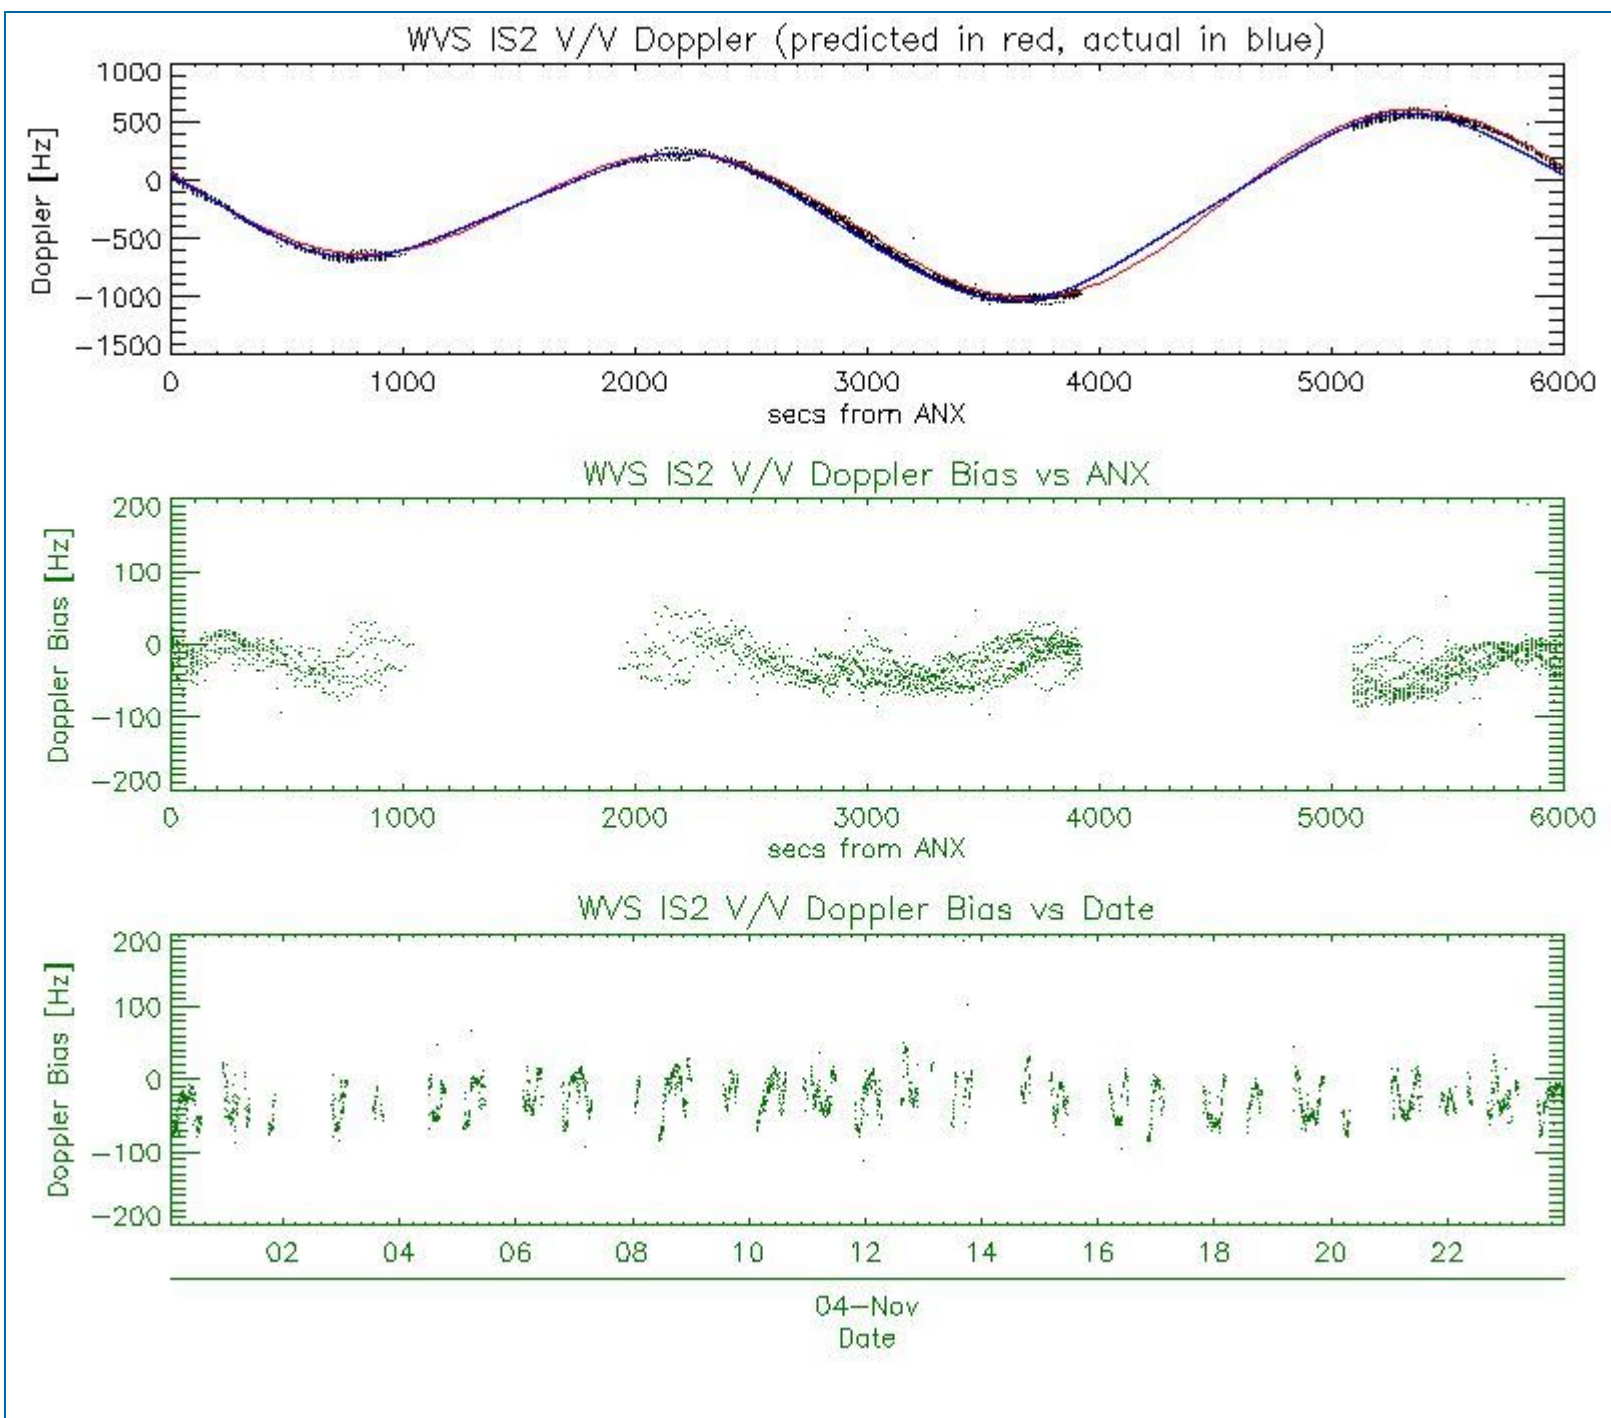 WVS IS2 V/V Doppler (predicted in red, actual in blue)
Doppler [Hz]
1000
500
0
−500
−1000
−1500
0 1000 2000 3000 4000 5000 6000
secs from ANX
WVS IS2 V/V Doppler Bias vs ANX
Doppler Bias [Hz]
200
100
0
−100
−200
0 1000 2000 3000 4000 5000 6000
secs from ANX
WVS IS2 V/V Doppler Bias vs Date
Doppler Bias [Hz]
200
100
0
−100
−200
02 04 06 08 10 12 14 16 18 20 22
04−Nov
Date